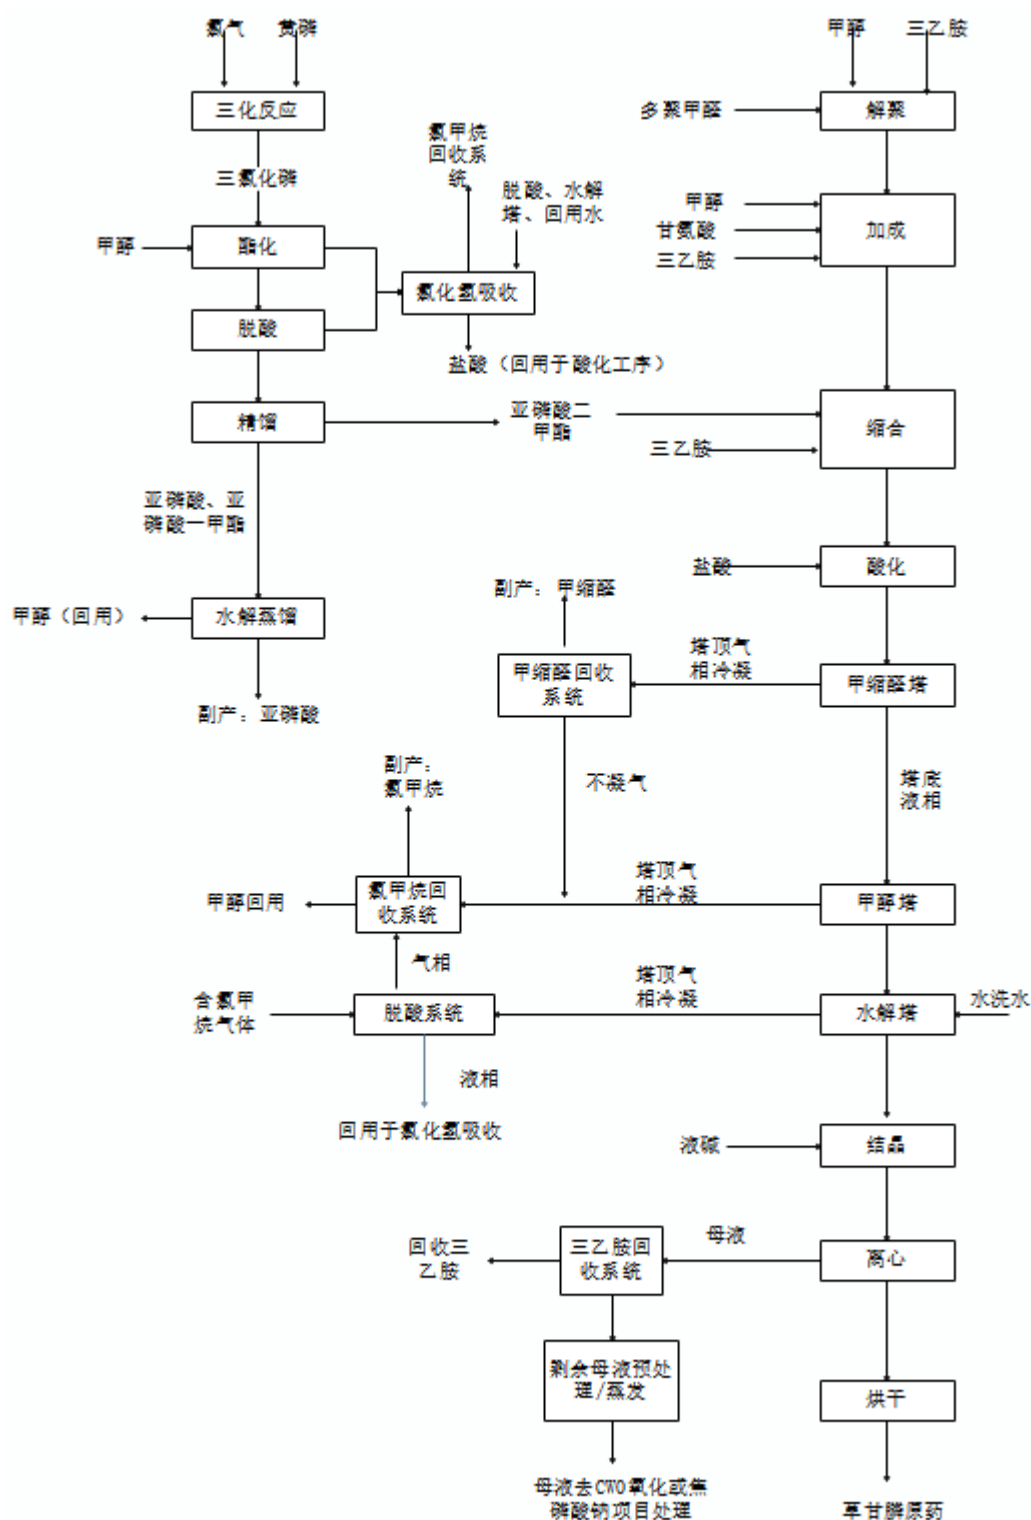 氯气
黄磷
甲醇
三乙胺
三化反应
多聚甲醛
解聚
氯甲烷
回收系
统
三氯化磷
脱酸、水解
塔、回用水
甲醇
甘氨酸
三乙胺
加成
甲醇
酯化
氯化氢吸收
脱酸
盐酸（回用于酸化工序）
精馏
亚磷酸二
甲酯
三乙胺
缩合
亚磷酸、亚
磷酸一甲酯
盐酸
酸化
副产：甲缩醛
甲醇（回用）
水解蒸馏
甲缩醛回收
系统
塔顶气
相冷凝
甲缩醛塔
副产：亚磷酸
副产：
氯甲烷
不凝气
塔底
液相
甲醇回用
氯甲烷回
收系统
塔顶气
相冷凝
甲醇塔
气相
含氯甲
烷气体
脱酸系统
塔顶气
相冷凝
水解塔
水洗水
液相
回用于氯化氢吸收
液碱
结晶
回收三
乙胺
三乙胺回
收系统
母液
离心
剩余母液预处
理/蒸发
烘干
母液去CWO氧化或焦
磷酸钠项目处理
草甘膦原药